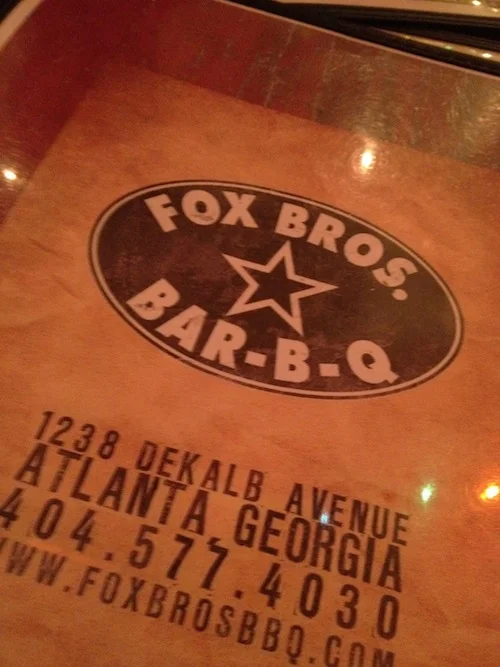 FOX BROS.
BAR-B-Q
1238 DEKALB AVENUE
ATLANTA, GEORGIA
404.577.4030
WWW.FOXBROSBBQ.COM